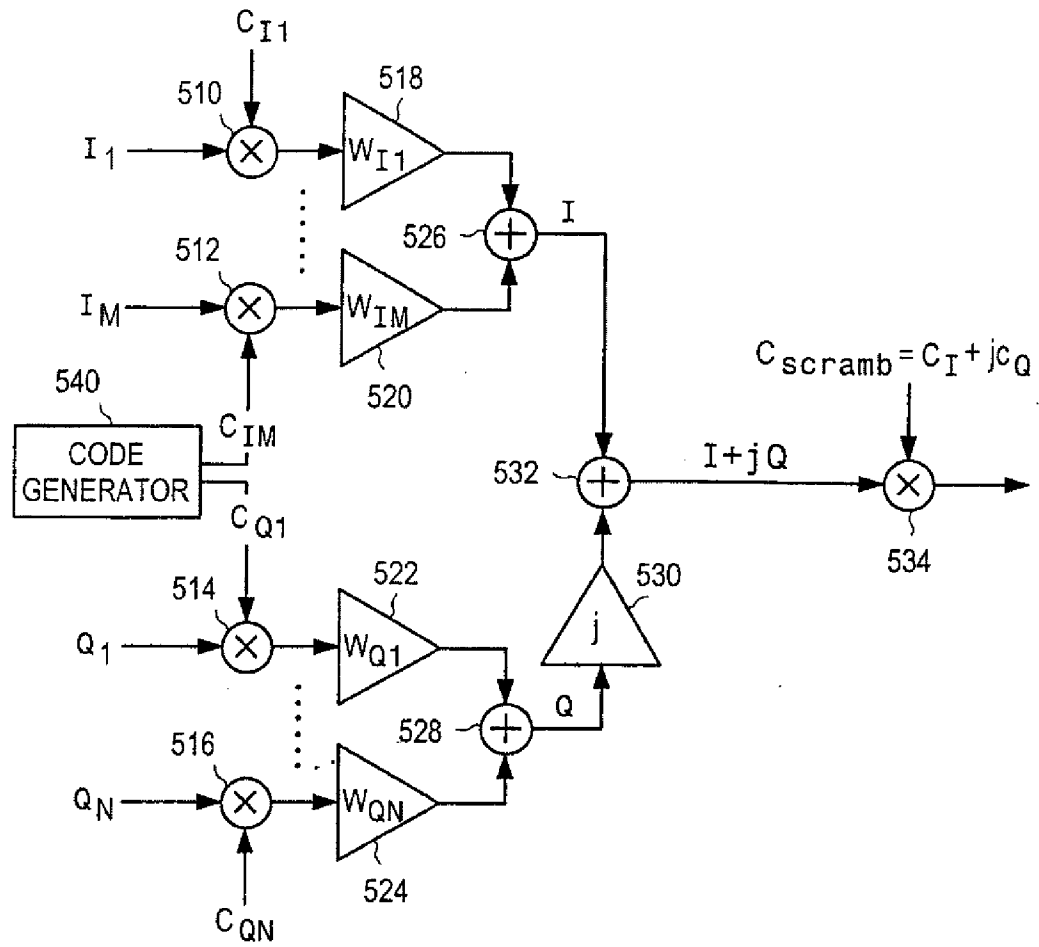 C_I1
510
518
I_1
×
W_I1
I
526
+
512
I_M
×
W_IM
520
C_scramb = C_I + jc_Q
540
C_IM
CODE
GENERATOR
I+jQ
532
+
×
C_Q1
534
522
530
514
j
Q_1
×
W_Q1
Q
528
+
516
Q_N
×
W_QN
524
C_QN